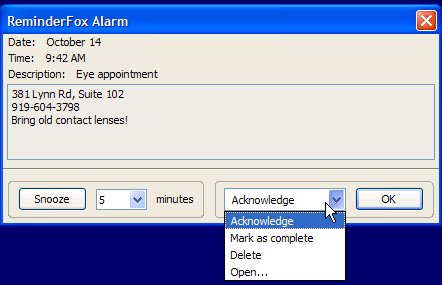 ReminderFox Alarm
Date: October 14
Time: 9:42 AM
Description: Eye appointment
381 Lynn Rd, Suite 102
919-604-3798
Bring old contact lenses!
Snooze 5 minutes Acknowledge OK
Acknowledge
Mark as complete
Delete
Open...